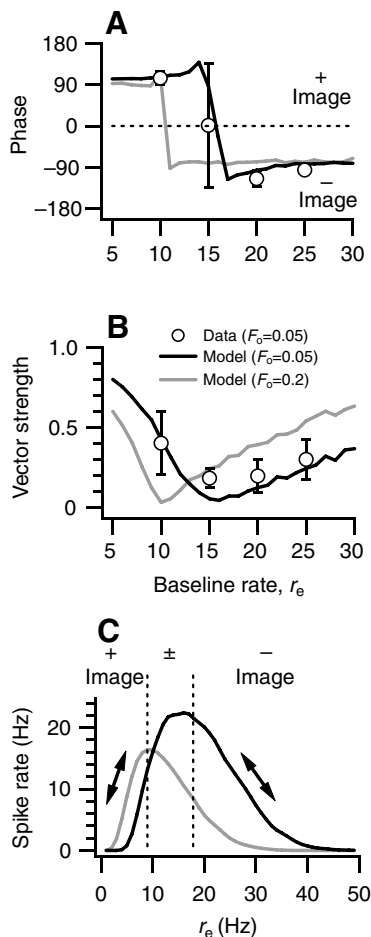 A
180
90
0
−90
−180
Phase
+
Image
−
Image
5 10 15 20 25 30
B
Data (Fo=0.05)
Model (Fo=0.05)
Model (Fo=0.2)
1.0
0.5
0
Vector strength
5 10 15 20 25 30
Baseline rate, re
C
+ ± −
Image Image
20
10
0
Spike rate (Hz)
0 10 20 30 40 50
re (Hz)